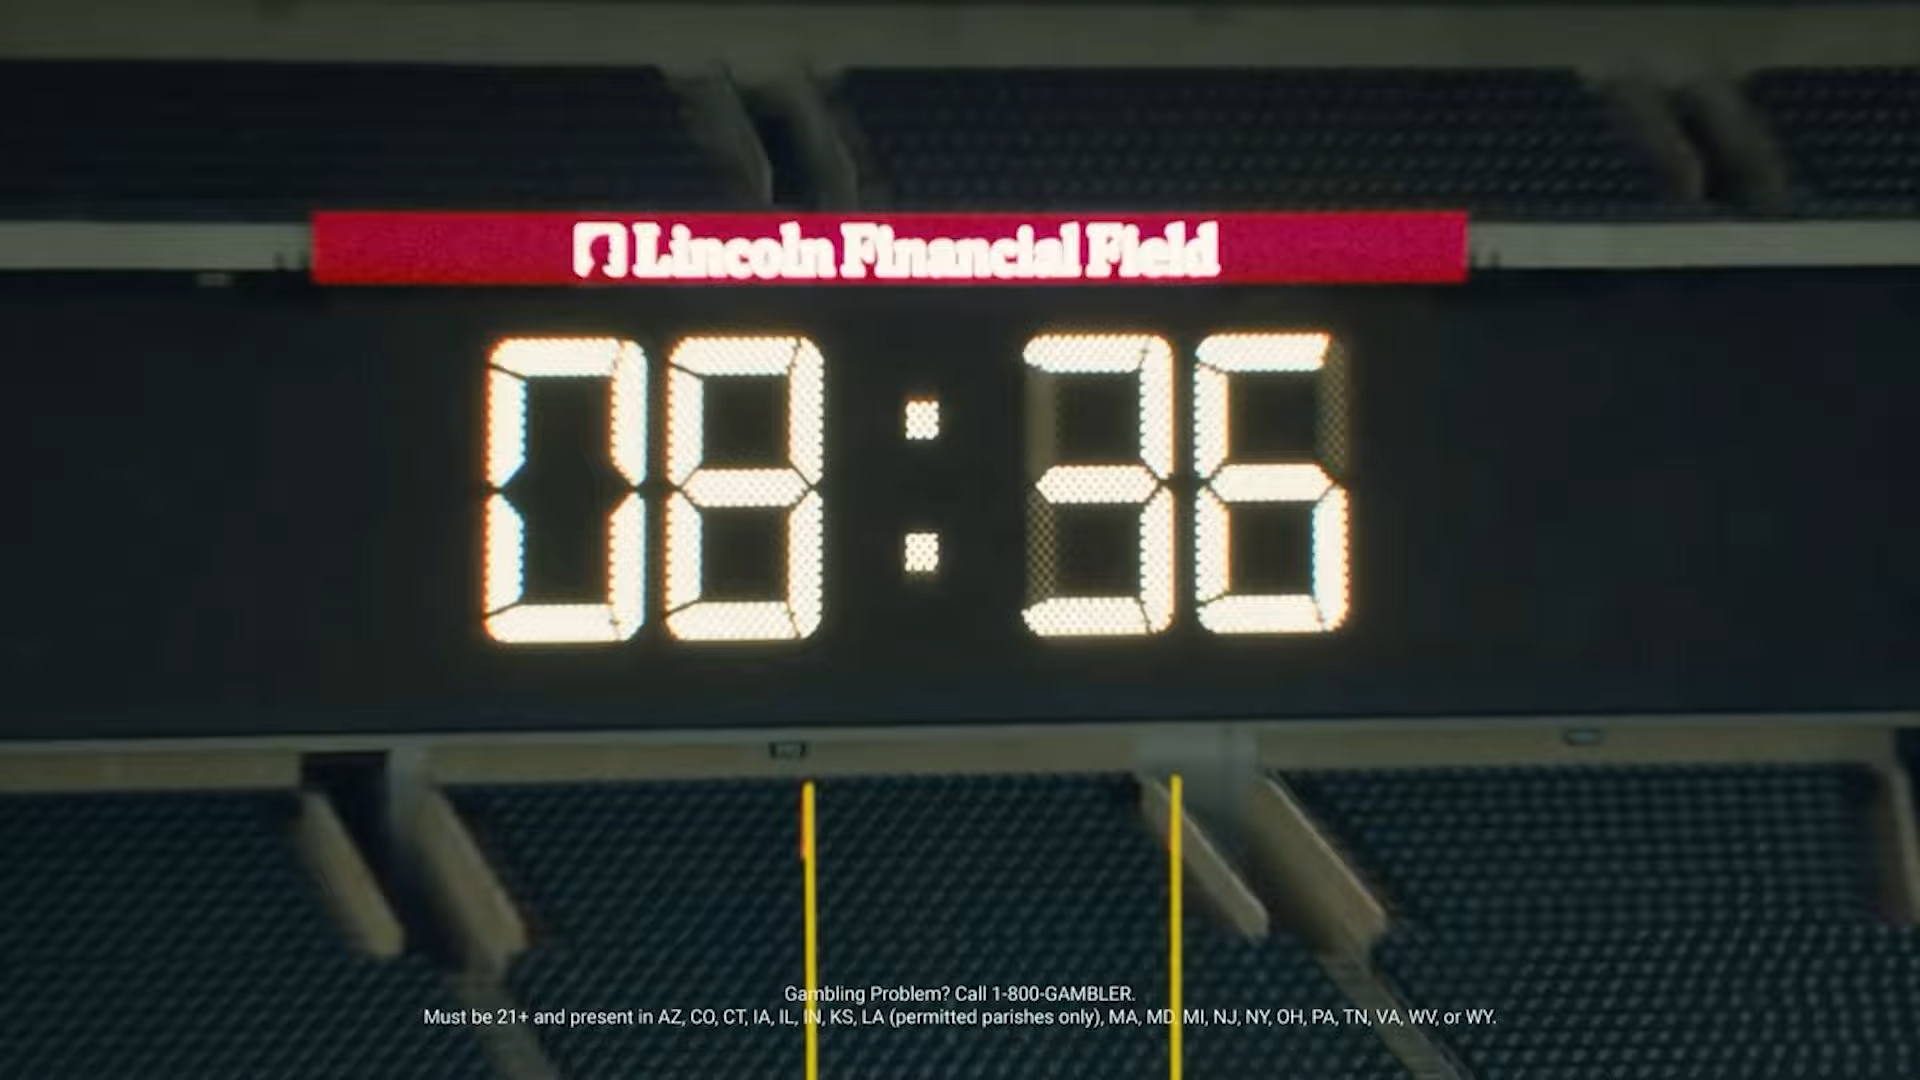 Lincoln Financial Field
08:36
Gambling Problem? Call 1-800-GAMBLER.
Must be 21+ and present in AZ, CO, CT, IA, IL, IN, KS, LA (permitted parishes only), MA, MD, MI, NJ, NY, OH, PA, TN, VA, WV, or WY.